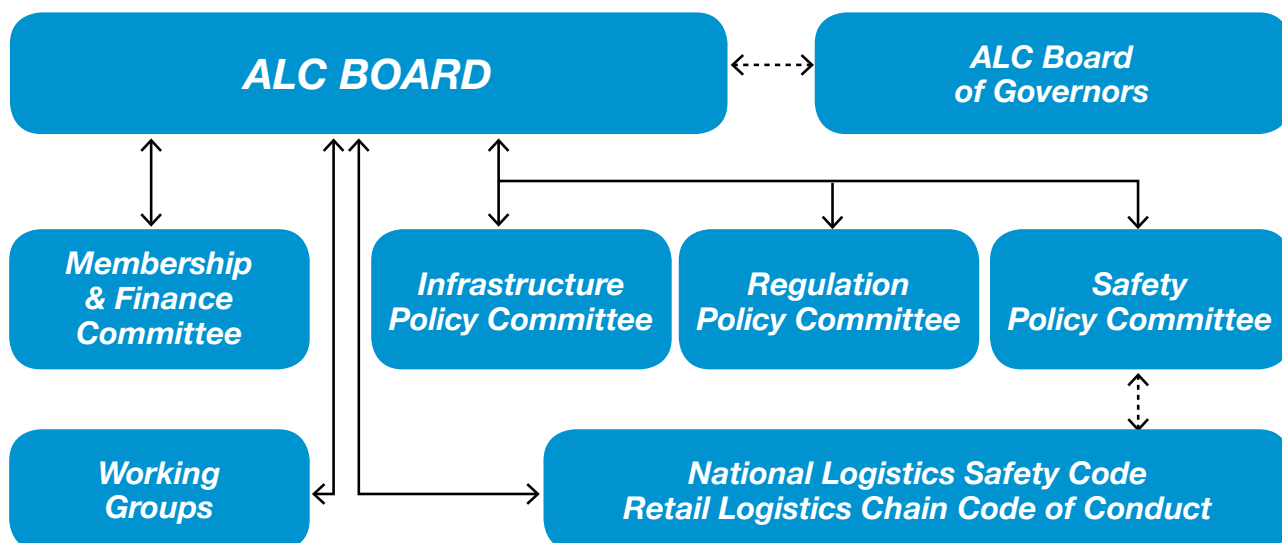 ALC BOARD
ALC Board
of Governors
Membership
& Finance
Committee
Infrastructure
Policy Committee
Regulation
Policy Committee
Safety
Policy Committee
Working
Groups
National Logistics Safety Code
Retail Logistics Chain Code of Conduct